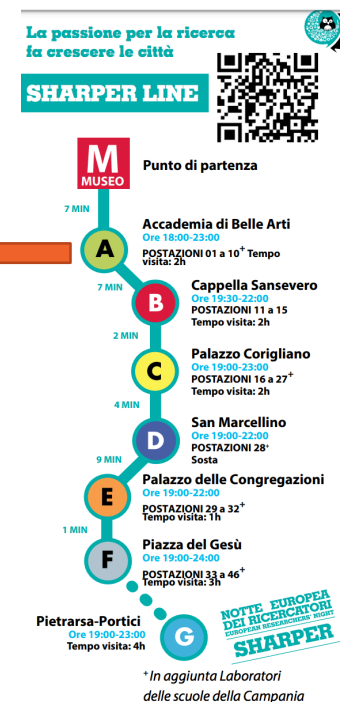 La passione per la ricerca
fa crescere le città
SHARPER LINE
M
MUSEO
Punto di partenza
7 MIN
A
Accademia di Belle Arti
Ore 18:00-23:00
POSTAZIONI 01 a 10+ Tempo
visita: 2h
7 MIN
B
Cappella Sansevero
Ore 19:30-22:00
POSTAZIONI 11 a 15
Tempo visita: 2h
2 MIN
C
Palazzo Corigliano
Ore 19:00-23:00
POSTAZIONI 16 a 27+
Tempo visita: 2h
4 MIN
D
San Marcellino
Ore 19:00-22:00
POSTAZIONI 28+
Sosta
9 MIN
E
Palazzo delle Congregazioni
Ore 19:00-22:00
POSTAZIONI 29 a 32+
Tempo visita: 1h
1 MIN
F
Piazza del Gesù
Ore 19:00-24:00
POSTAZIONI 33 a 46+
Tempo visita: 3h
Pietrarsa-Portici
Ore 19:00-23:00
Tempo visita: 4h
G
NOTTE EUROPEA
DEI RICERCATORI
EUROPEAN RESEARCHERS' NIGHT
SHARPER
+In aggiunta Laboratori
delle scuole della Campania